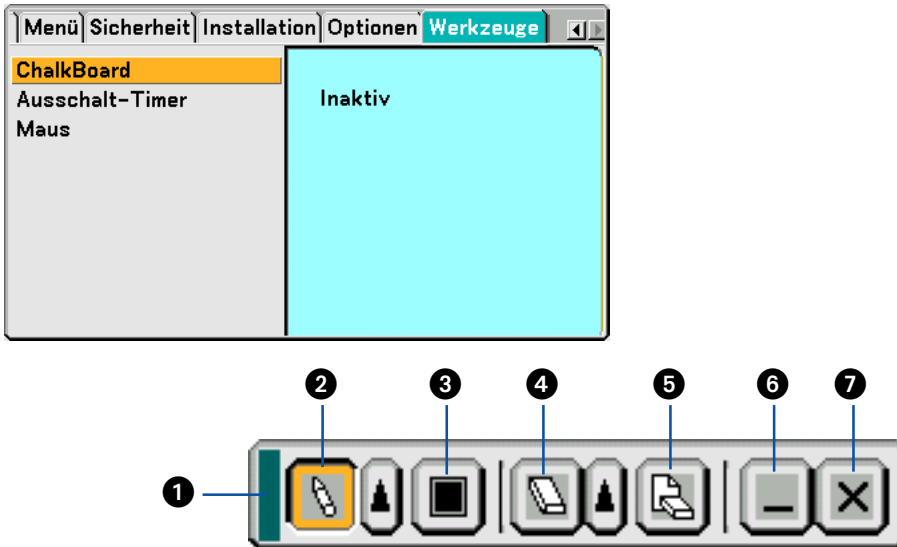 Menü Sicherheit Installation Optionen Werkzeuge
ChalkBoard
Ausschalt-Timer
Inaktiv
Maus
2 3 4 5 6 7
1